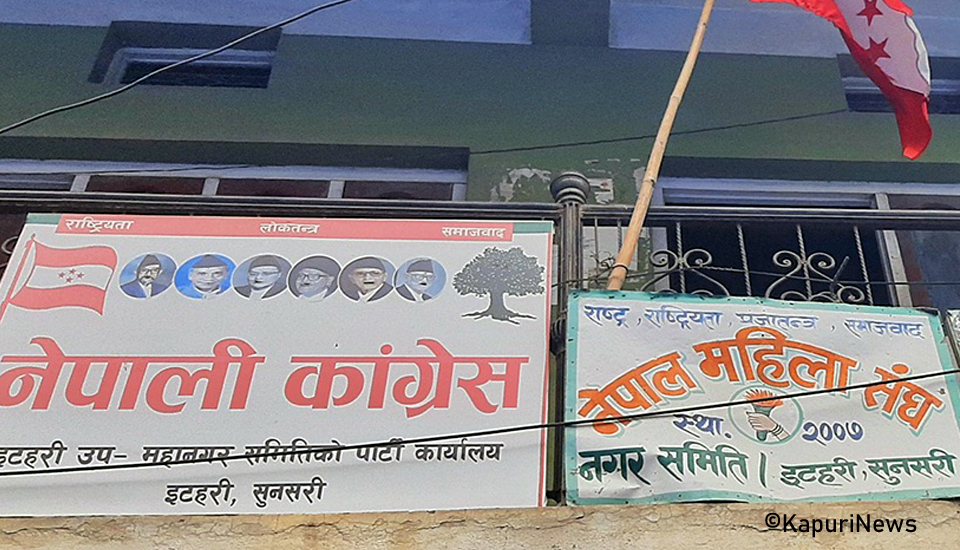 राष्ट्रियता लोकतन्त्र समाजवाद
नेपाली कांग्रेस
इटहरी उप- महानगर समितिको पार्टी कार्यालय
इटहरी, सुनसरी
राष्ट्र, राष्ट्रियता, प्रजातन्त्र, समाजवाद
नेपाल महिला संघ
स्था. २००७
नगर समिति। इटहरी, सुनसरी
©KapuriNews